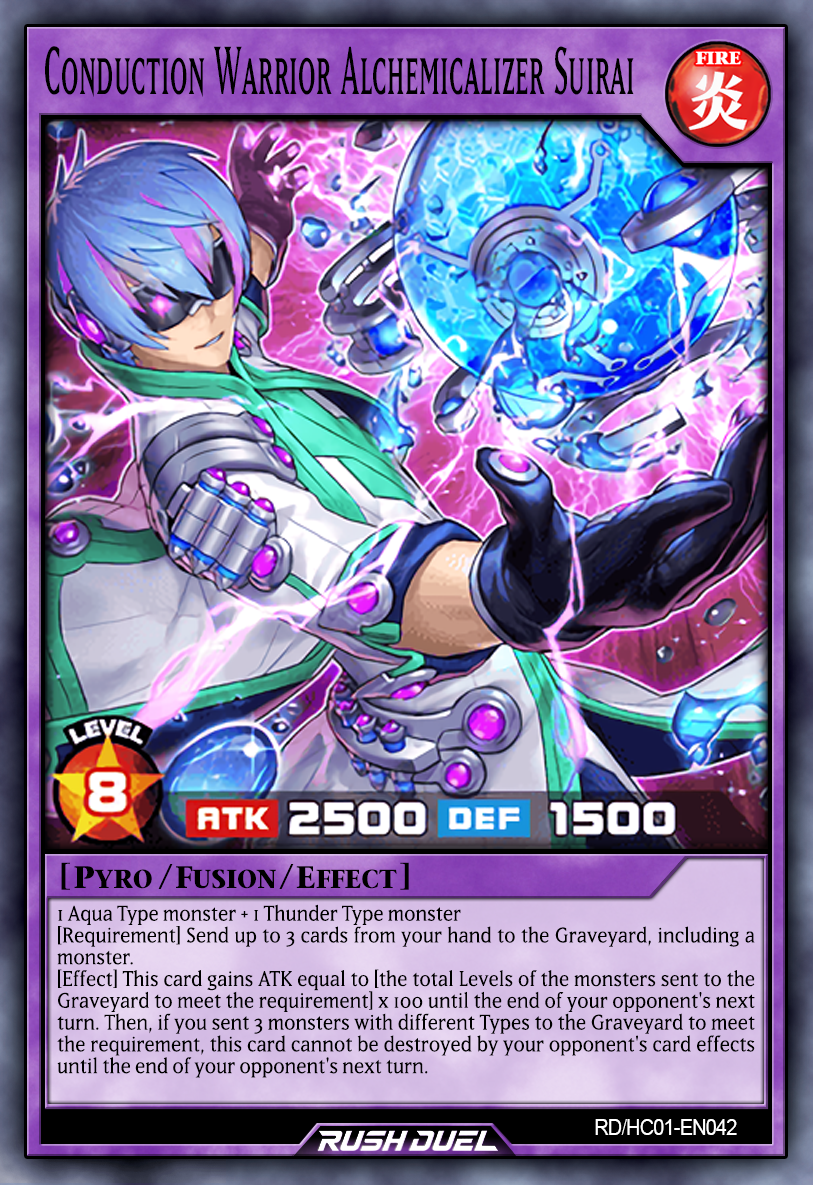 Conduction Warrior Alchemicalizer Suirai
FIRE
炎
LEVEL
8
ATK 2500 DEF 1500
[Pyro/Fusion/Effect]
1 Aqua Type monster + 1 Thunder Type monster
[Requirement] Send up to 3 cards from your hand to the Graveyard, including a
monster.
[Effect] This card gains ATK equal to [the total Levels of the monsters sent to the
Graveyard to meet the requirement] x 100 until the end of your opponent's next
turn. Then, if you sent 3 monsters with different Types to the Graveyard to meet
the requirement, this card cannot be destroyed by your opponent's card effects
until the end of your opponent's next turn.
RD/HC01-EN042
RUSH DUEL